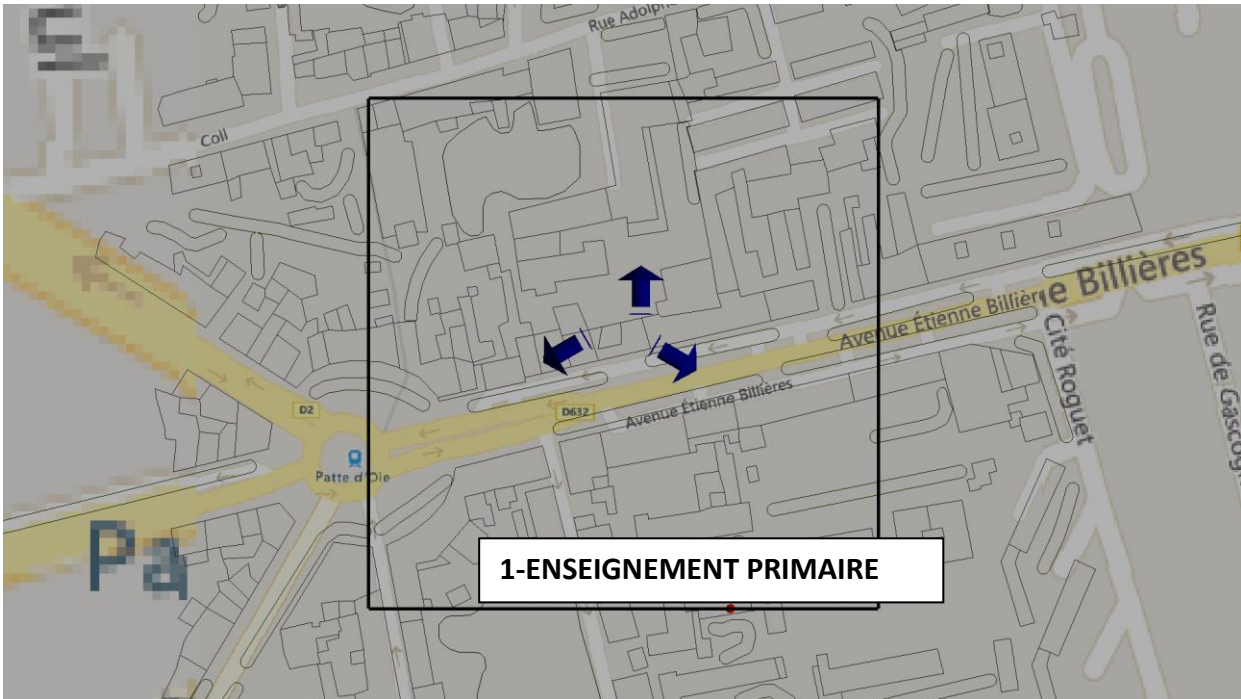 Rue Adolph
Coll
Avenue Étienne Billières
e Billières
Cité Roguet
Rue de Gascog
D2
D632
Avenue Étienne Billières
Patte d'Oie
Pa
1-ENSEIGNEMENT PRIMAIRE